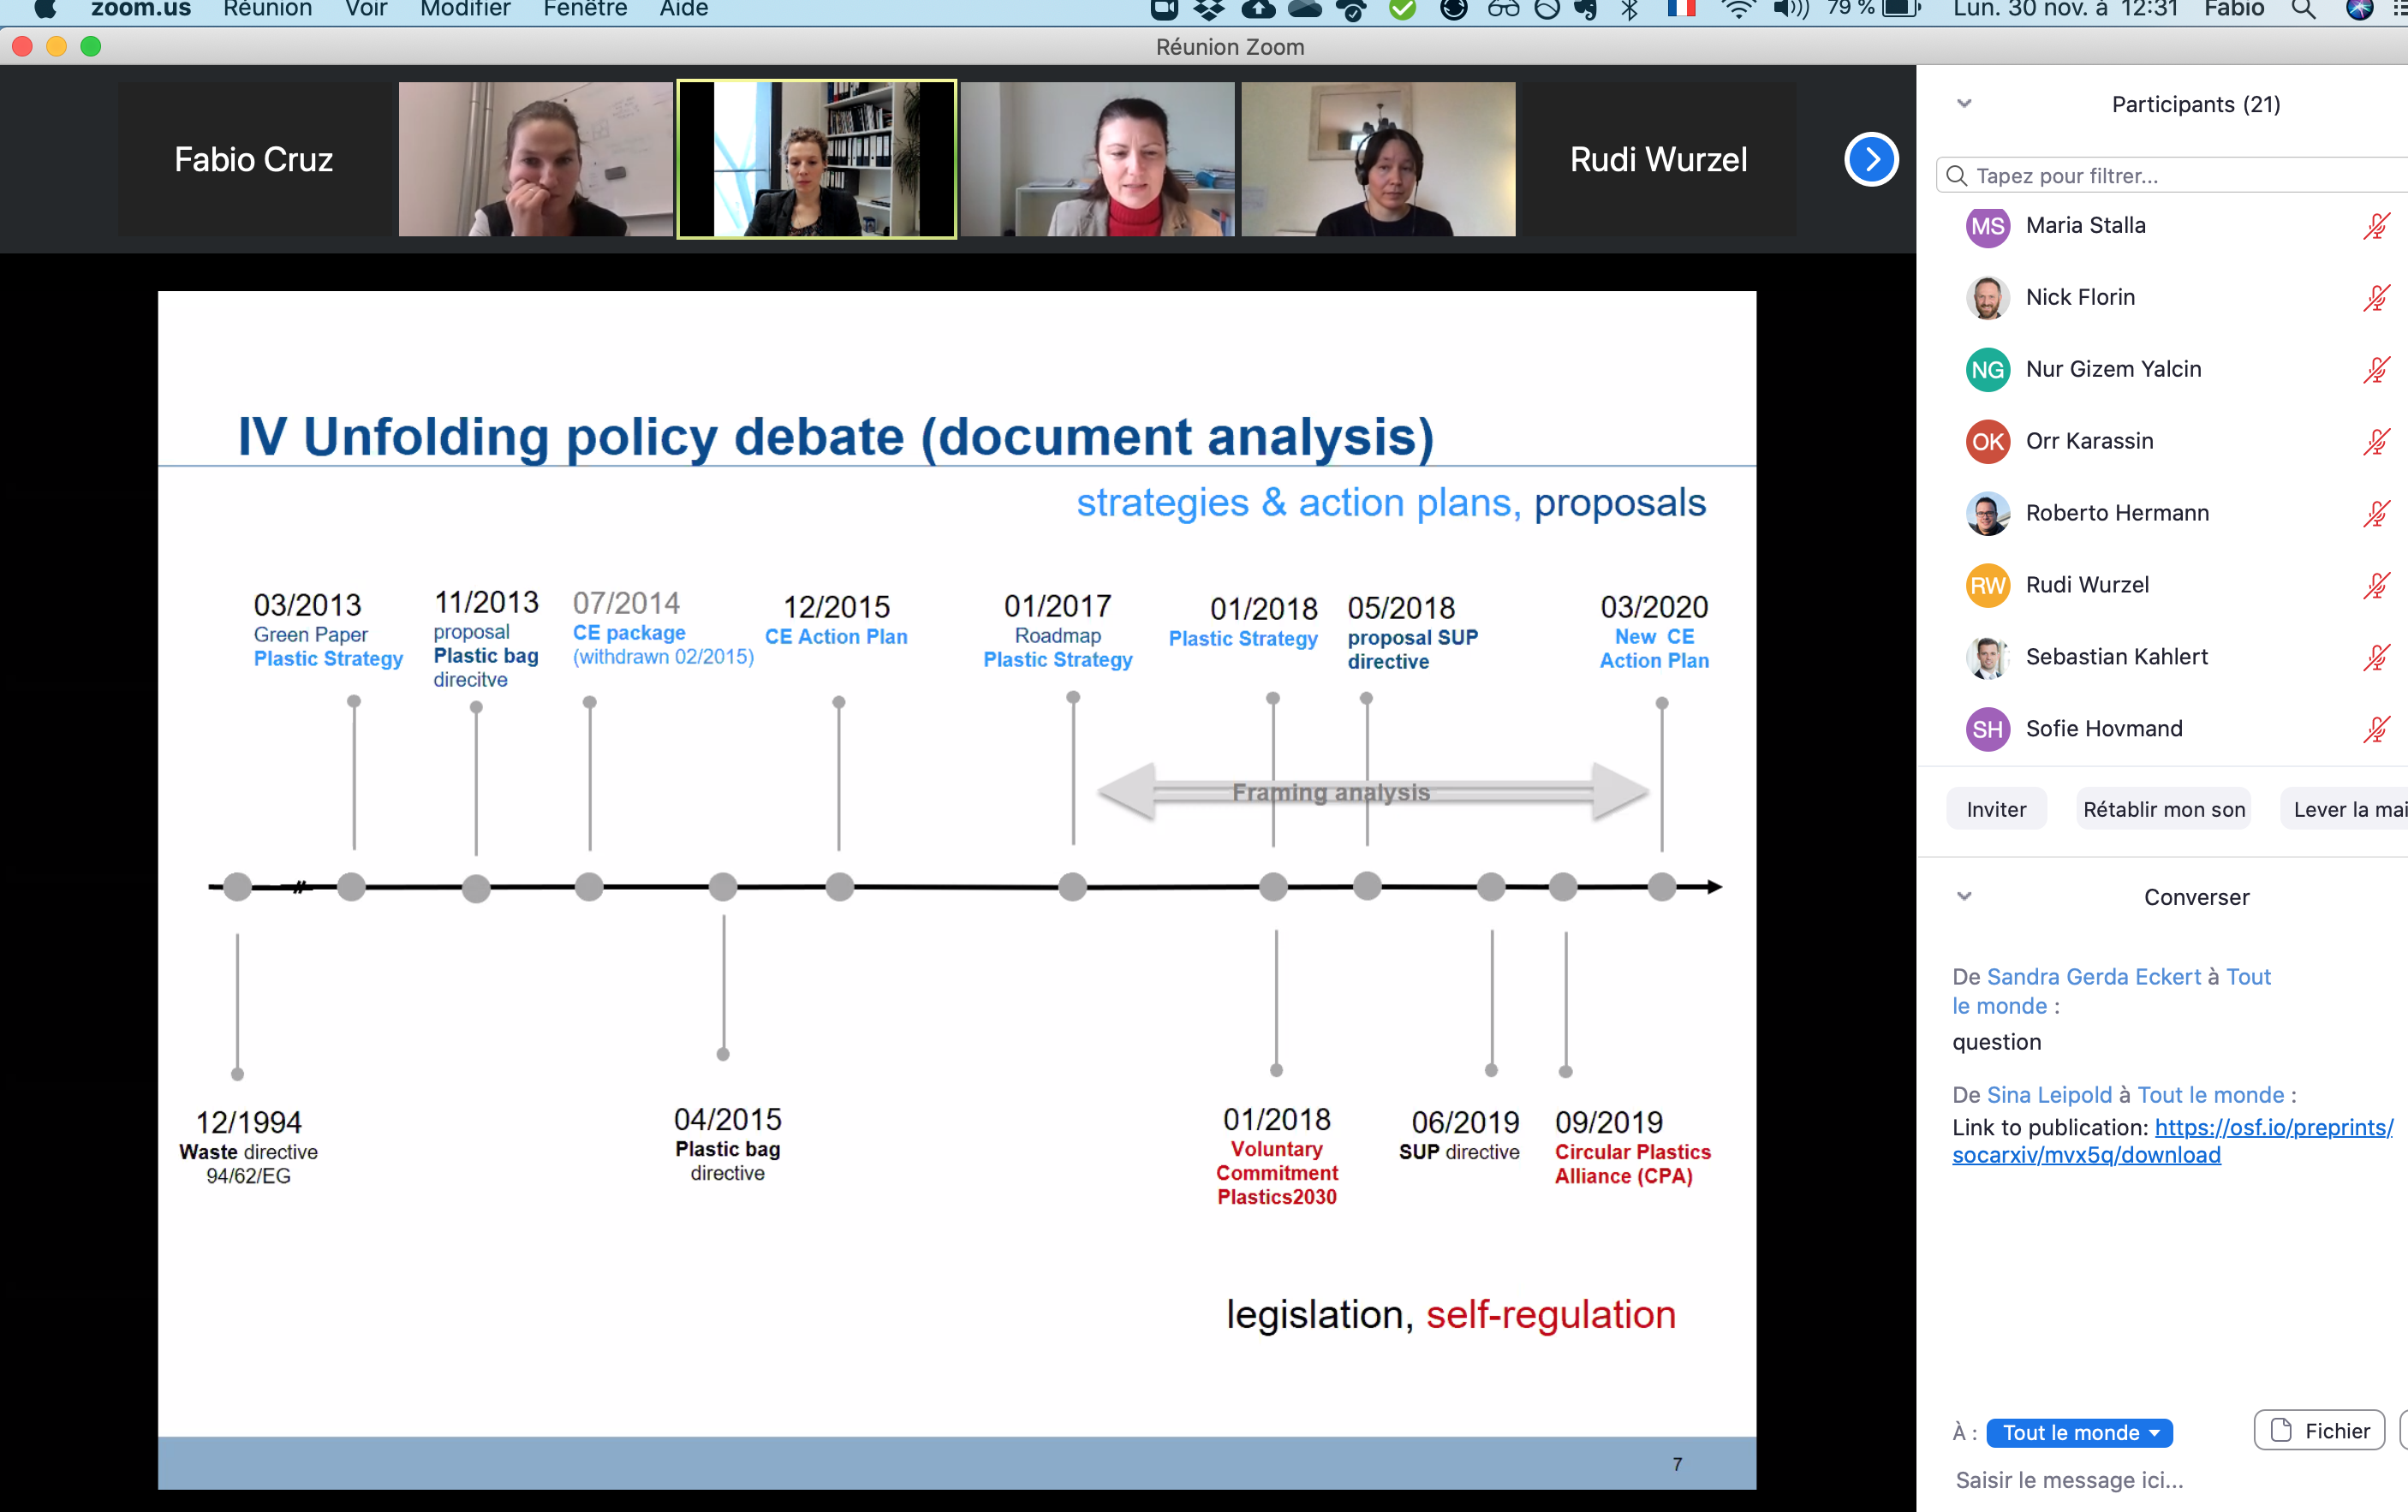 zoom.us Réunion Voir Modifier Fenêtre Aide 79 % Lun. 30 nov. à 12:31 Fabio
Réunion Zoom
Fabio Cruz
Rudi Wurzel
IV Unfolding policy debate (document analysis)
strategies & action plans, proposals
03/2013
Green Paper
Plastic Strategy
11/2013
proposal
Plastic bag
direcitve
07/2014
CE package
(withdrawn 02/2015)
12/2015
CE Action Plan
01/2017
Roadmap
Plastic Strategy
01/2018
Plastic Strategy
05/2018
proposal SUP
directive
03/2020
New CE
Action Plan
Framing analysis
12/1994
Waste directive
94/62/EG
04/2015
Plastic bag
directive
01/2018
Voluntary
Commitment
Plastics2030
06/2019
SUP directive
09/2019
Circular Plastics
Alliance (CPA)
legislation, self-regulation
7
Participants (21)
Tapez pour filtrer...
MS Maria Stalla
Nick Florin
NG Nur Gizem Yalcin
OK Orr Karassin
Roberto Hermann
RW Rudi Wurzel
Sebastian Kahlert
SH Sofie Hovmand
Inviter Rétablir mon son Lever la mai
Converser
De Sandra Gerda Eckert à Tout
le monde :
question
De Sina Leipold à Tout le monde :
Link to publication: https://osf.io/preprints/
socarxiv/mvx5q/download
À : Tout le monde Fichier
Saisir le message ici...